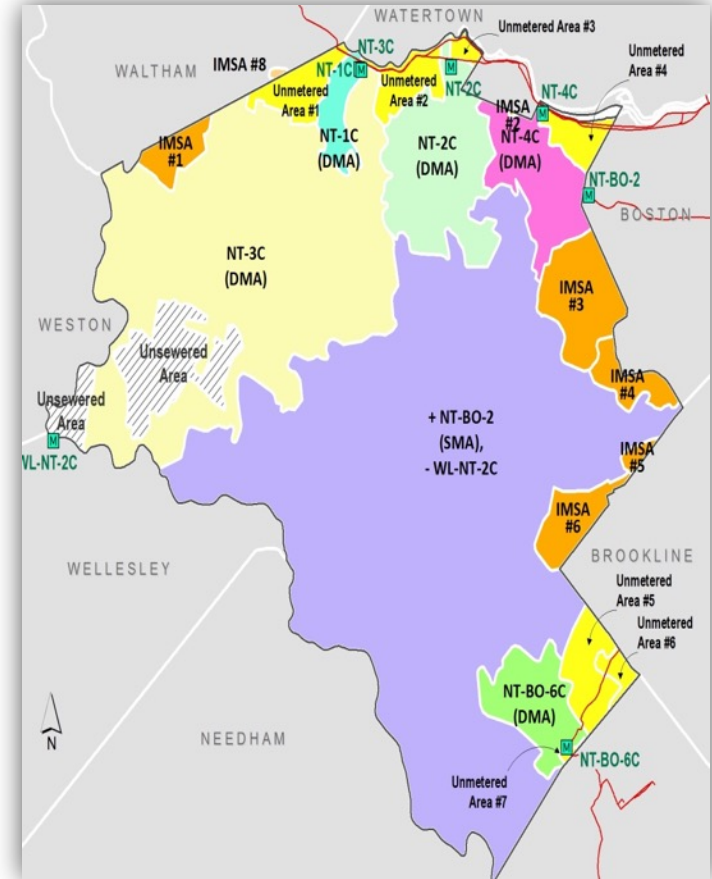 WATERTOWN
NT-3C
Unmetered Area #3
Unmetered
Area #4
WALTHAM
IMSA #8
NT-1C
M
M
Unmetered
Area #1
Unmetered
Area #2
NT-2C
NT-4C
M
IMSA
#2
IMSA
#1
NT-1C
(DMA)
NT-2C
(DMA)
NT-4C
(DMA)
NT-BO-2
M
BOSTON
NT-3C
(DMA)
IMSA
#3
WESTON
Unsewered
Area
Unsewered
Area
IMSA
#4
M
WL-NT-2C
+ NT-BO-2
(SMA),
- WL-NT-2C
IMSA
#5
IMSA
#6
WELLESLEY
BROOKLINE
Unmetered
Area #5
Unmetered
Area #6
NT-BO-6C
(DMA)
N
NEEDHAM
M
NT-BO-6C
Unmetered
Area #7